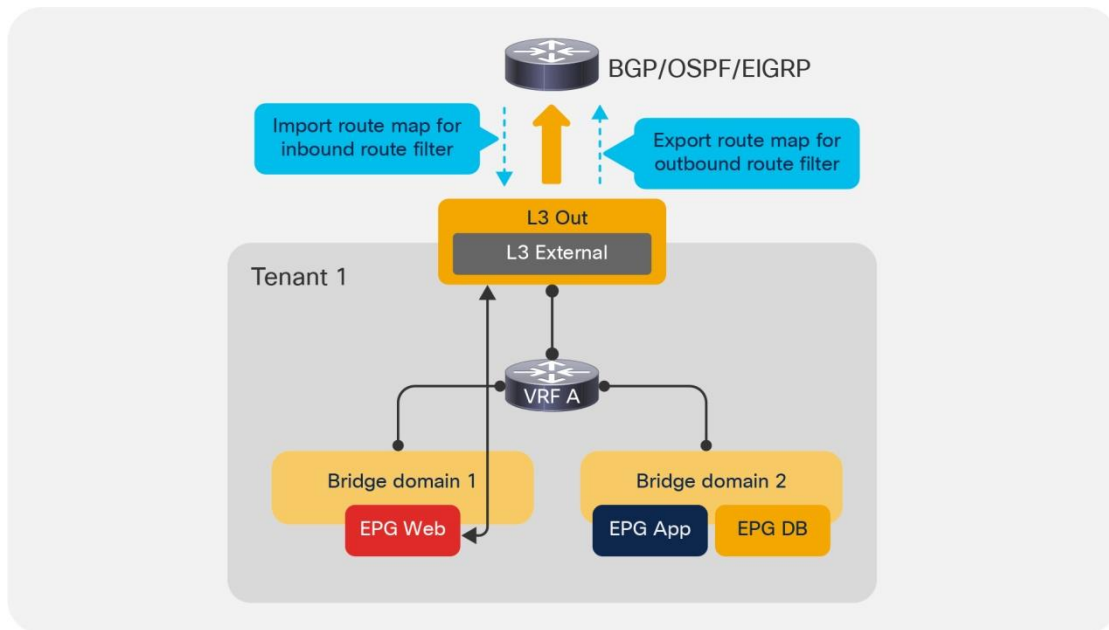 BGP/OSPF/EIGRP
Import route map for
inbound route filter
Export route map for
outbound route filter
L3 Out
L3 External
Tenant 1
VRF A
Bridge domain 1
Bridge domain 2
EPG Web
EPG App
EPG DB